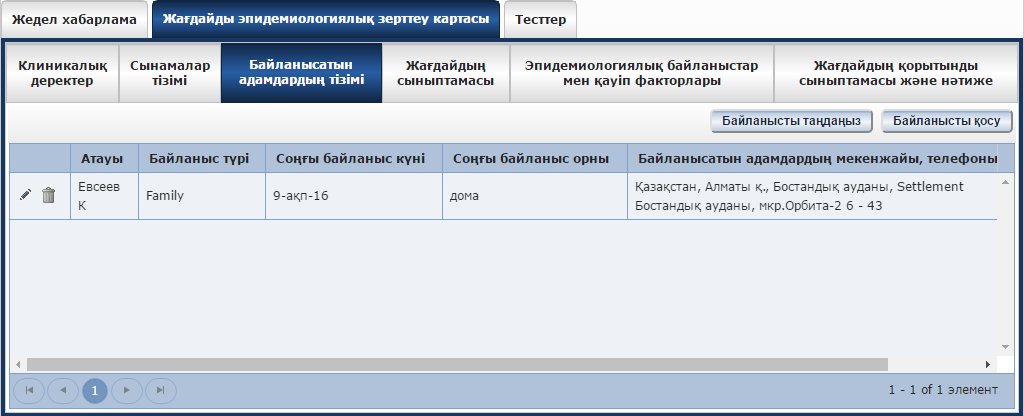 Жедел хабарлама
Жағдайды эпидемиологиялық зерттеу картасы
Тесттер
Клиникалық
деректер
Сынамалар
тізімі
Байланысатын
адамдардың тізімі
Жағдайдың
сыныптамасы
Эпидемиологиялық байланыстар
мен қауіп факторлары
Жағдайдың қорытынды
сыныптамасы және нәтиже
Байланысты таңдаңыз
Байланысты қосу
Атауы
Байланыс түрі
Соңғы байланыс күні
Соңғы байланыс орны
Байланысатын адамдардың мекенжайы, телефоны
Евсеев
К
Family
9-ақп-16
дома
Қазақстан, Алматы қ., Бостандық ауданы, Settlement
Бостандық ауданы, мкр.Орбита-2 6 - 43
1
1 - 1 of 1 элемент